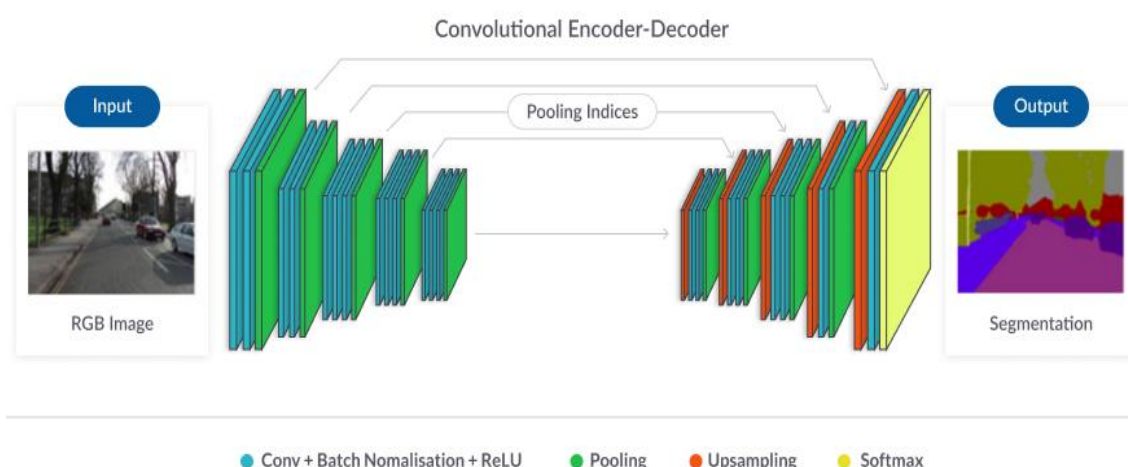 Convolutional Encoder-Decoder
Input
Pooling Indices
Output
RGB Image
Segmentation
Conv + Batch Nomalisation + ReLU
Pooling
Upsampling
Softmax